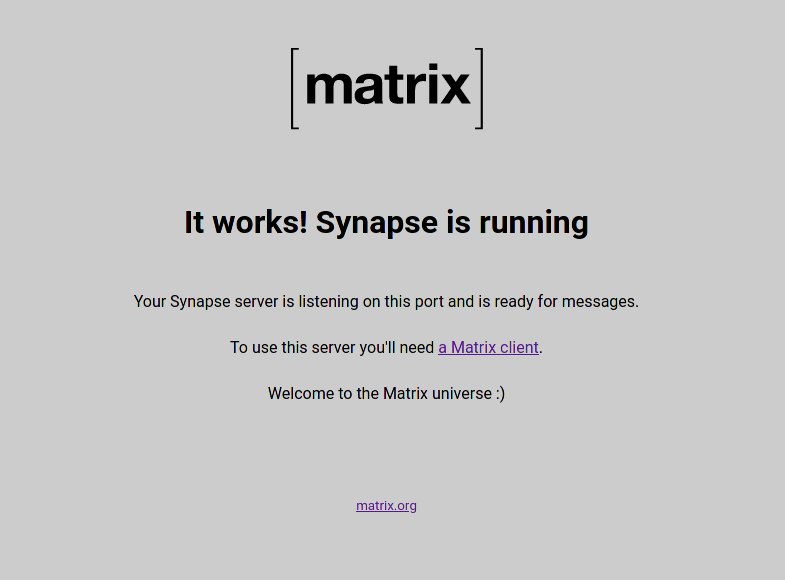 [matrix]
It works! Synapse is running
Your Synapse server is listening on this port and is ready for messages.
To use this server you'll need a Matrix client.
Welcome to the Matrix universe :)
matrix.org